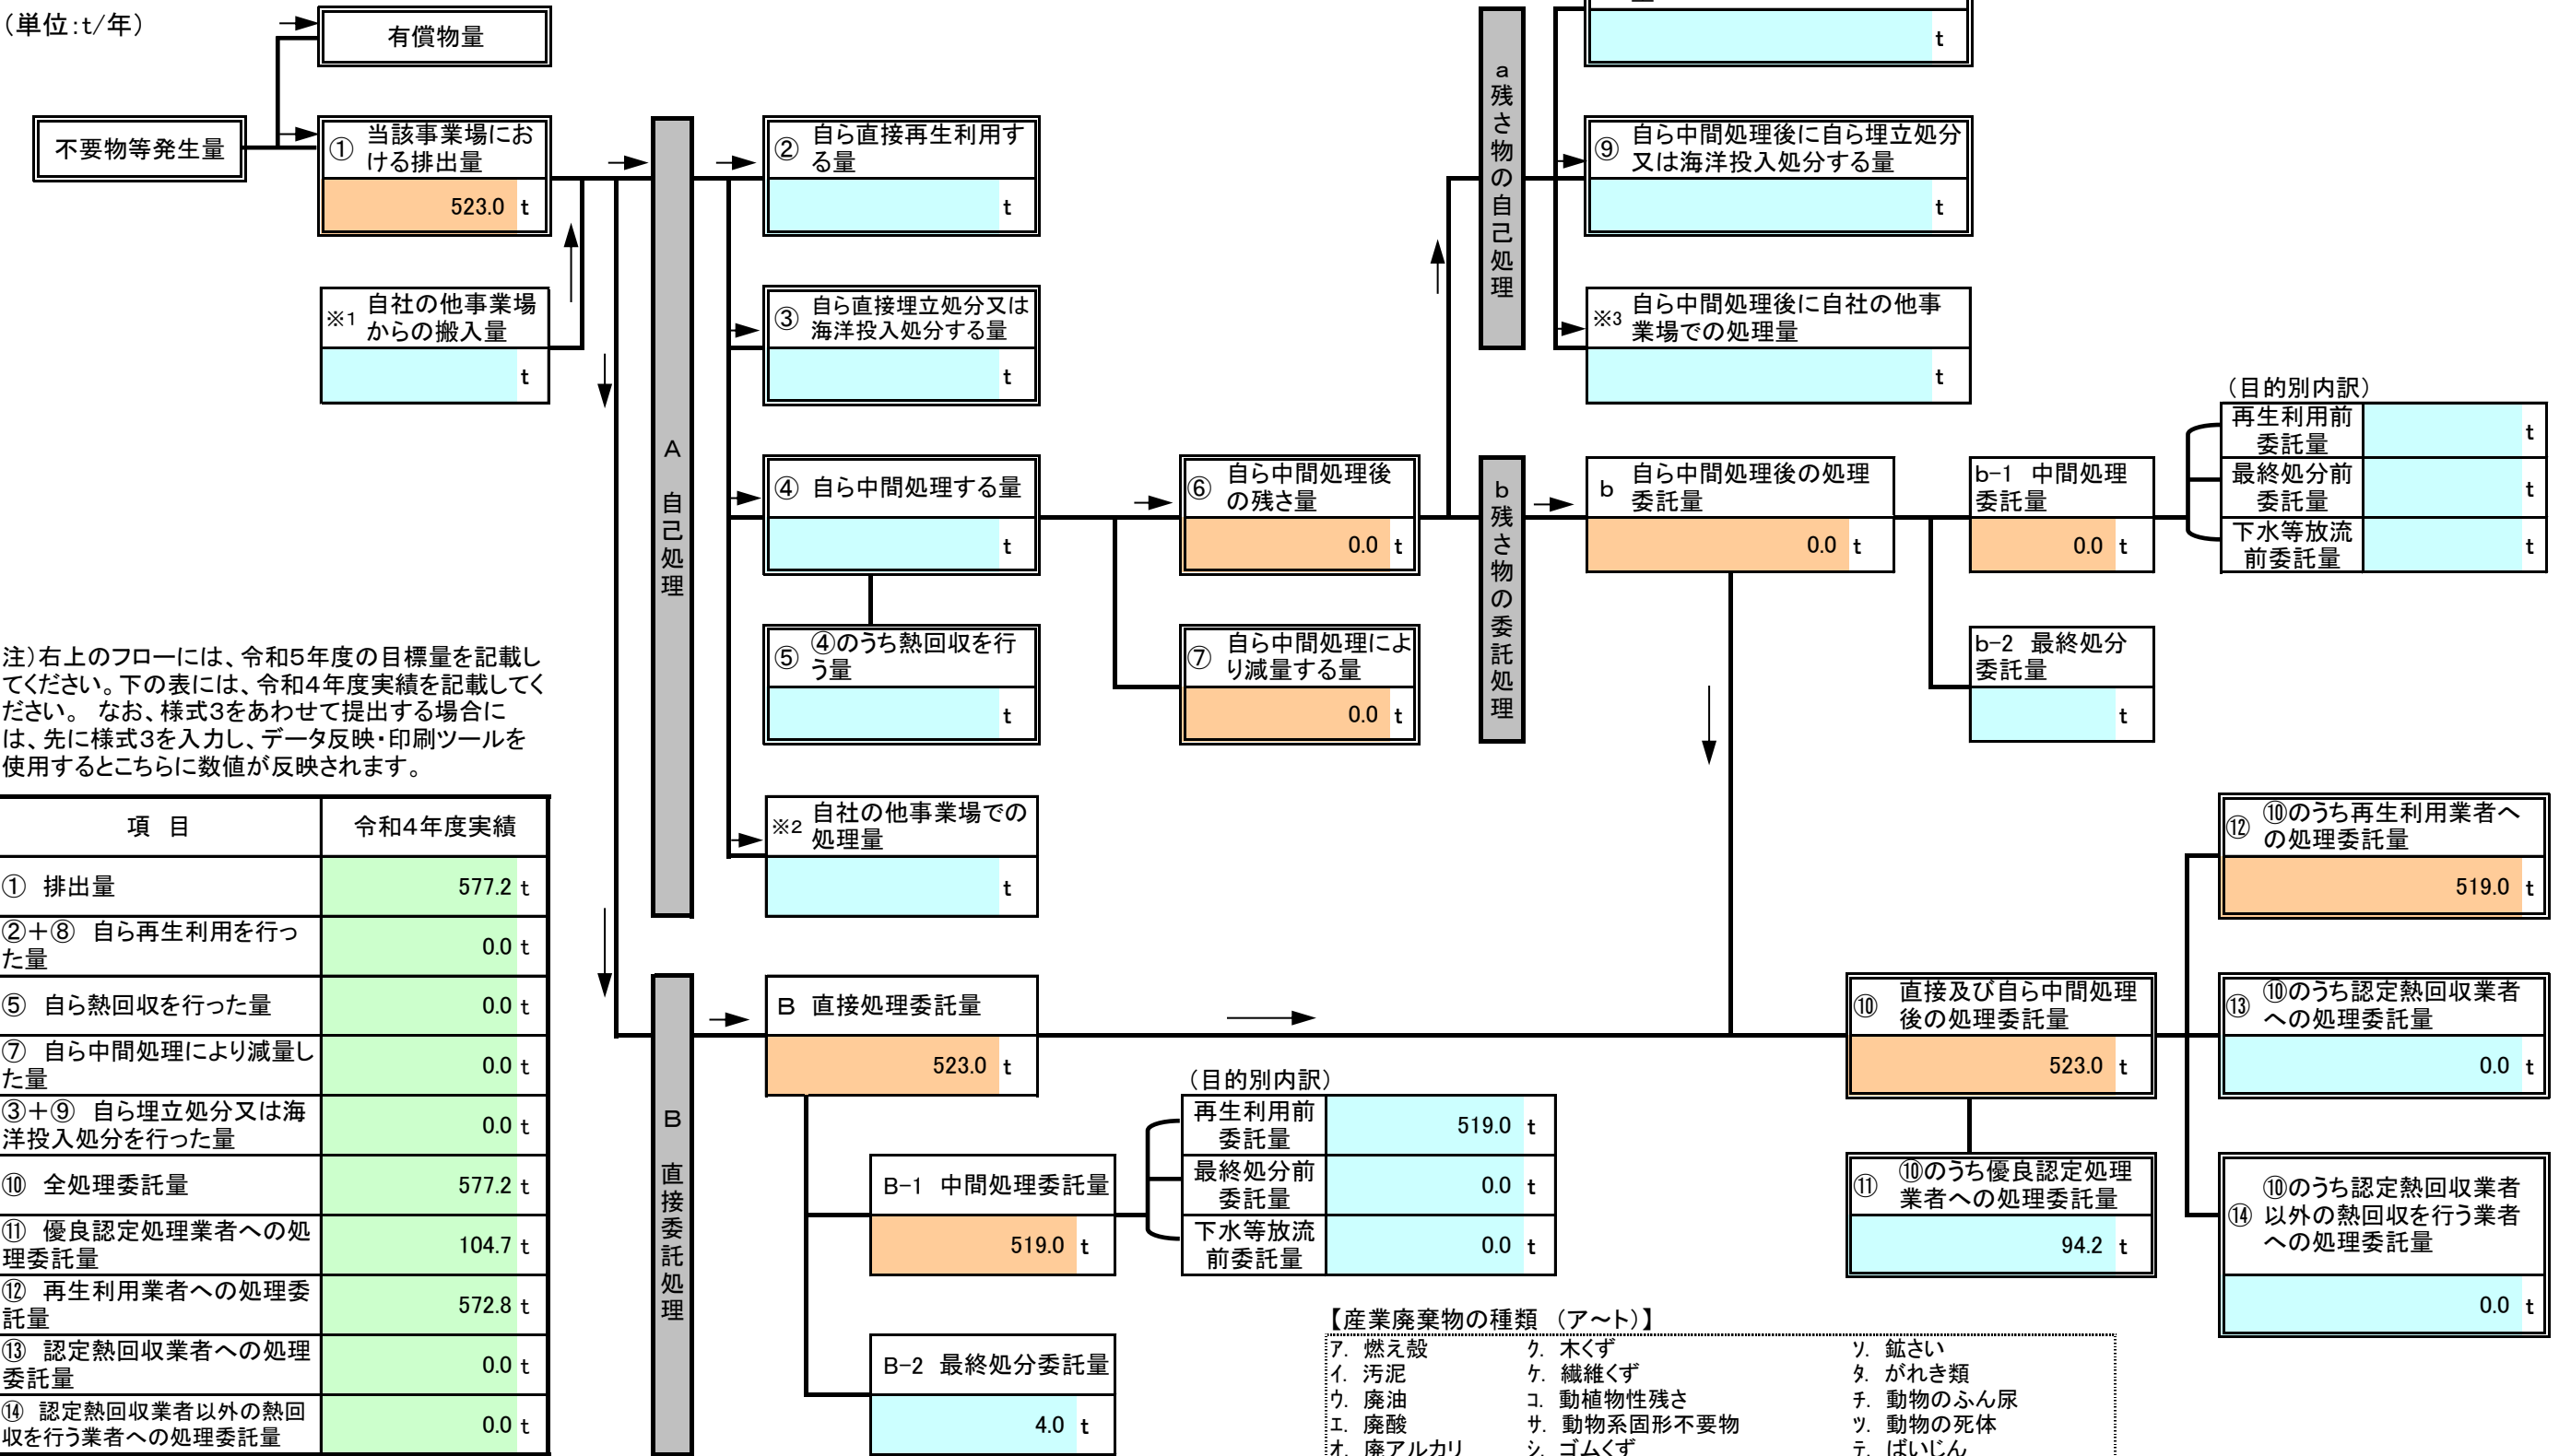 (単位:t/年)
有償物量
不要物等発生量
① 当該事業場にお
ける排出量
523.0 t
※1 自社の他事業場
からの搬入量
t
A 自己処理
② 自ら直接再生利用す
る量
t
③ 自ら直接埋立処分又は
海洋投入処分する量
t
④ 自ら中間処理する量
t
⑤ ④のうち熱回収を行
う量
t
※2 自社の他事業場での
処理量
t
⑥ 自ら中間処理後
の残さ量
0.0 t
⑦ 自ら中間処理によ
り減量する量
0.0 t
a残さ物の自己処理
t
⑨ 自ら中間処理後に自ら埋立処分
又は海洋投入処分する量
t
※3 自ら中間処理後に自社の他事
業場での処理量
t
b残さ物の委託処理
b 自ら中間処理後の処理
委託量
0.0 t
b-1 中間処理
委託量
0.0 t
b-2 最終処分
委託量
t
(目的別内訳)
再生利用前
委託量
t
最終処分前
委託量
t
下水等放流
前委託量
t
注)右上のフローには、令和5年度の目標量を記載し
てください。下の表には、令和4年度実績を記載してく
ださい。 なお、様式3をあわせて提出する場合に
は、先に様式3を入力し、データ反映・印刷ツールを
使用するとこちらに数値が反映されます。
項 目 令和4年度実績
① 排出量 577.2 t
②+⑧ 自ら再生利用を行っ
た量 0.0 t
⑤ 自ら熱回収を行った量 0.0 t
⑦ 自ら中間処理により減量し
た量 0.0 t
③+⑨ 自ら埋立処分又は海
洋投入処分を行った量 0.0 t
⑩ 全処理委託量 577.2 t
⑪ 優良認定処理業者への処
理委託量 104.7 t
⑫ 再生利用業者への処理委
託量 572.8 t
⑬ 認定熱回収業者への処理
委託量 0.0 t
⑭ 認定熱回収業者以外の熱回
収を行う業者への処理委託量 0.0 t
B 直接委託処理
B 直接処理委託量
523.0 t
B-1 中間処理委託量
519.0 t
B-2 最終処分委託量
4.0 t
(目的別内訳)
再生利用前
委託量
519.0 t
最終処分前
委託量
0.0 t
下水等放流
前委託量
0.0 t
⑩ 直接及び自ら中間処理
後の処理委託量
523.0 t
⑪ ⑩のうち優良認定処理
業者への処理委託量
94.2 t
⑫ ⑩のうち再生利用業者へ
の処理委託量
519.0 t
⑬ ⑩のうち認定熱回収業者
への処理委託量
0.0 t
⑭ ⑩のうち認定熱回収業者
以外の熱回収を行う業者
への処理委託量
0.0 t
【産業廃棄物の種類 (ア~ト)】
ア. 燃え殻 ク. 木くず ソ. 鉱さい
イ. 汚泥 ケ. 繊維くず タ. がれき類
ウ. 廃油 コ. 動植物性残さ チ. 動物のふん尿
エ. 廃酸 サ. 動物系固形不要物 ツ. 動物の死体
オ. 廃アルカリ シ. ゴムくず テ. ばいじん